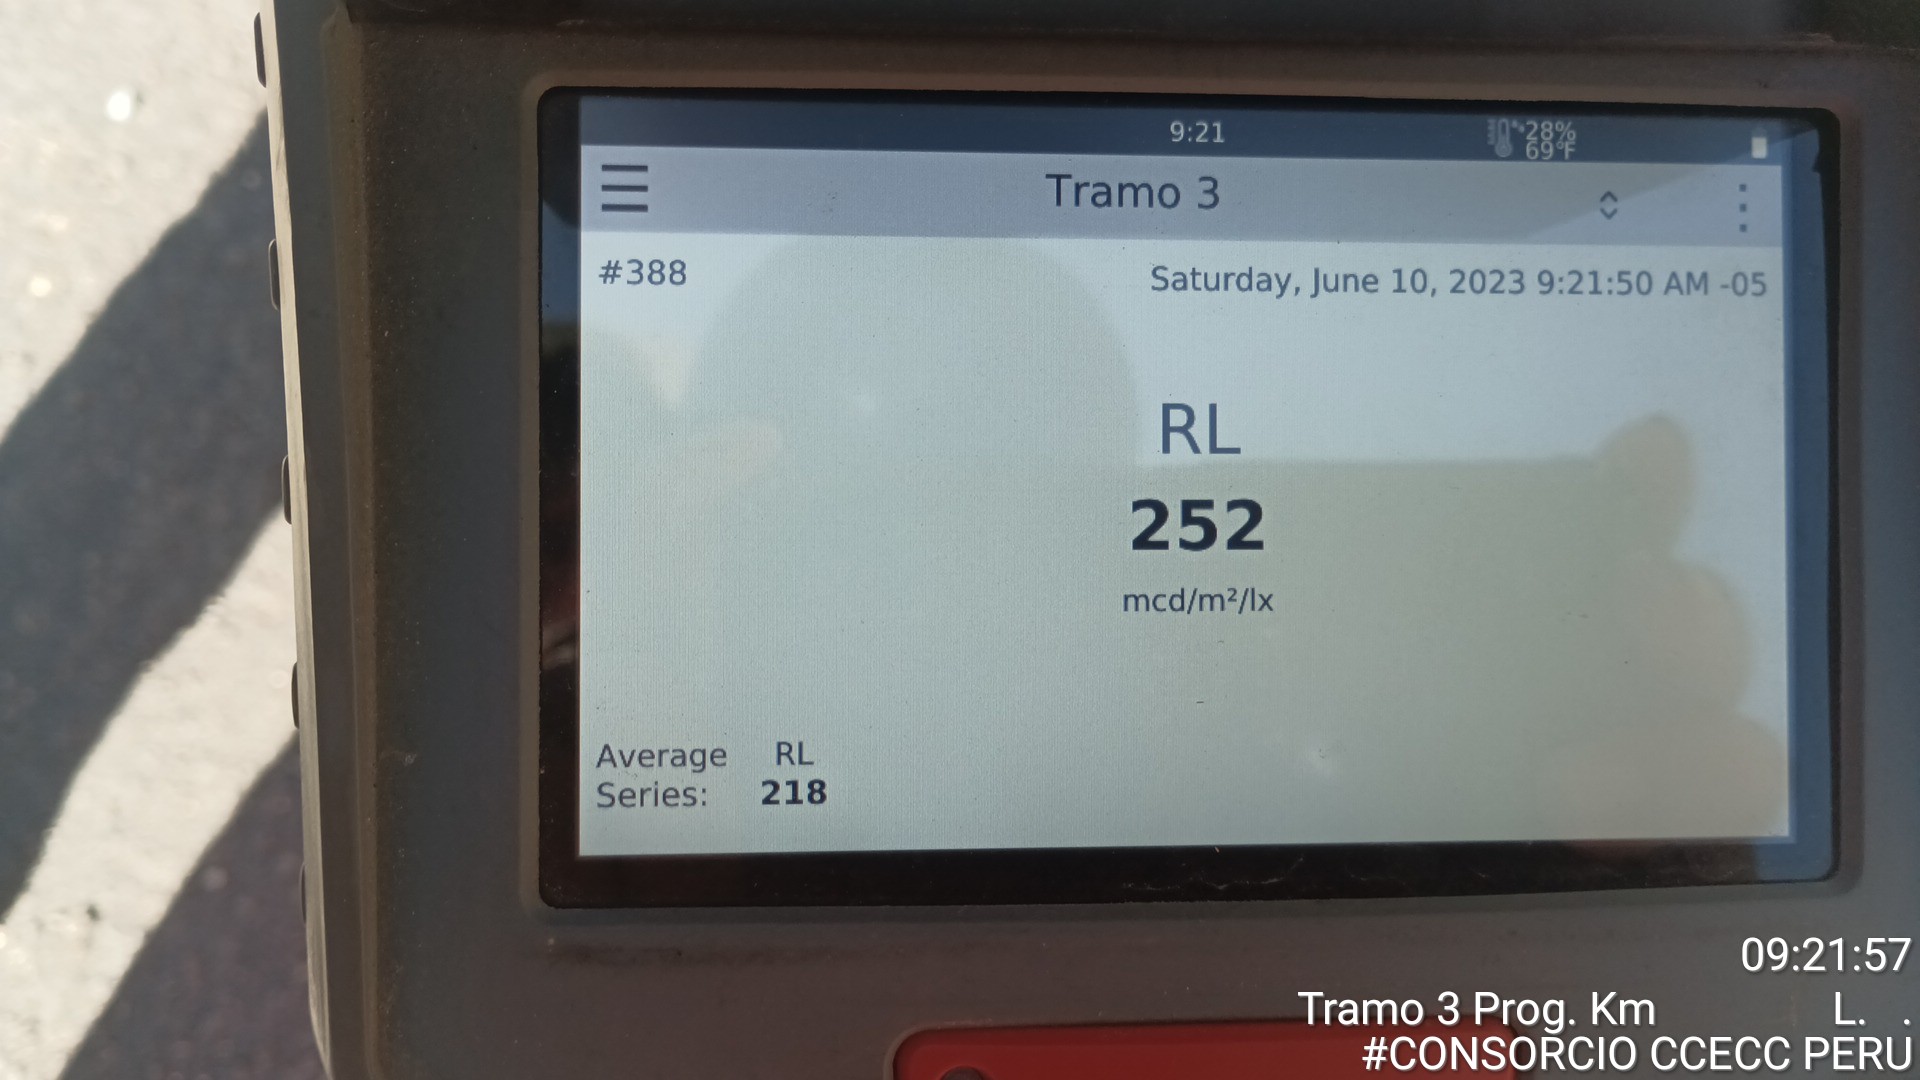 9:21
28%
69°F
Tramo 3
#388
Saturday, June 10, 2023 9:21:50 AM -05
RL
252
mcd/m²/lx
Average RL
Series: 218
09:21:57
Tramo 3 Prog. Km L. .
#CONSORCIO CCECC PERU